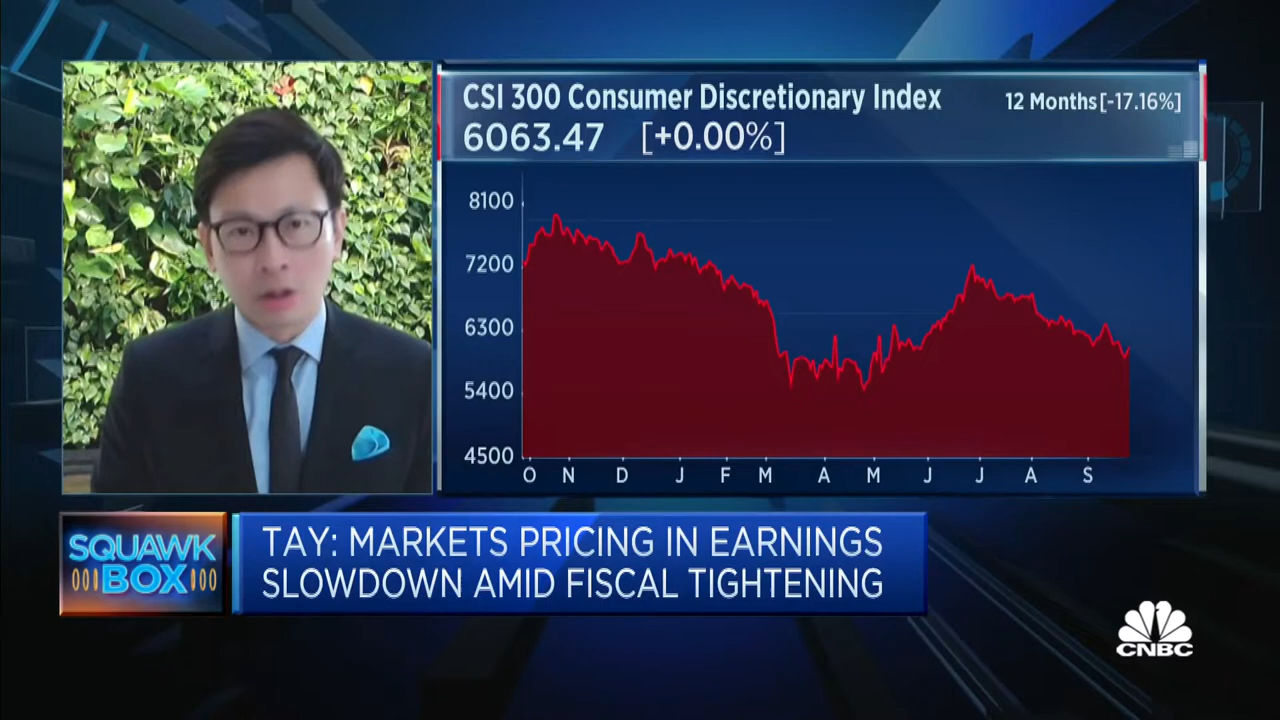 CSI 300 Consumer Discretionary Index
12 Months [-17.16%]
6063.47 [+0.00%]
8100
7200
6300
5400
4500
O N D J F M A M J J A S
SQUAWK
BOX
TAY: MARKETS PRICING IN EARNINGS
SLOWDOWN AMID FISCAL TIGHTENING
CNBC